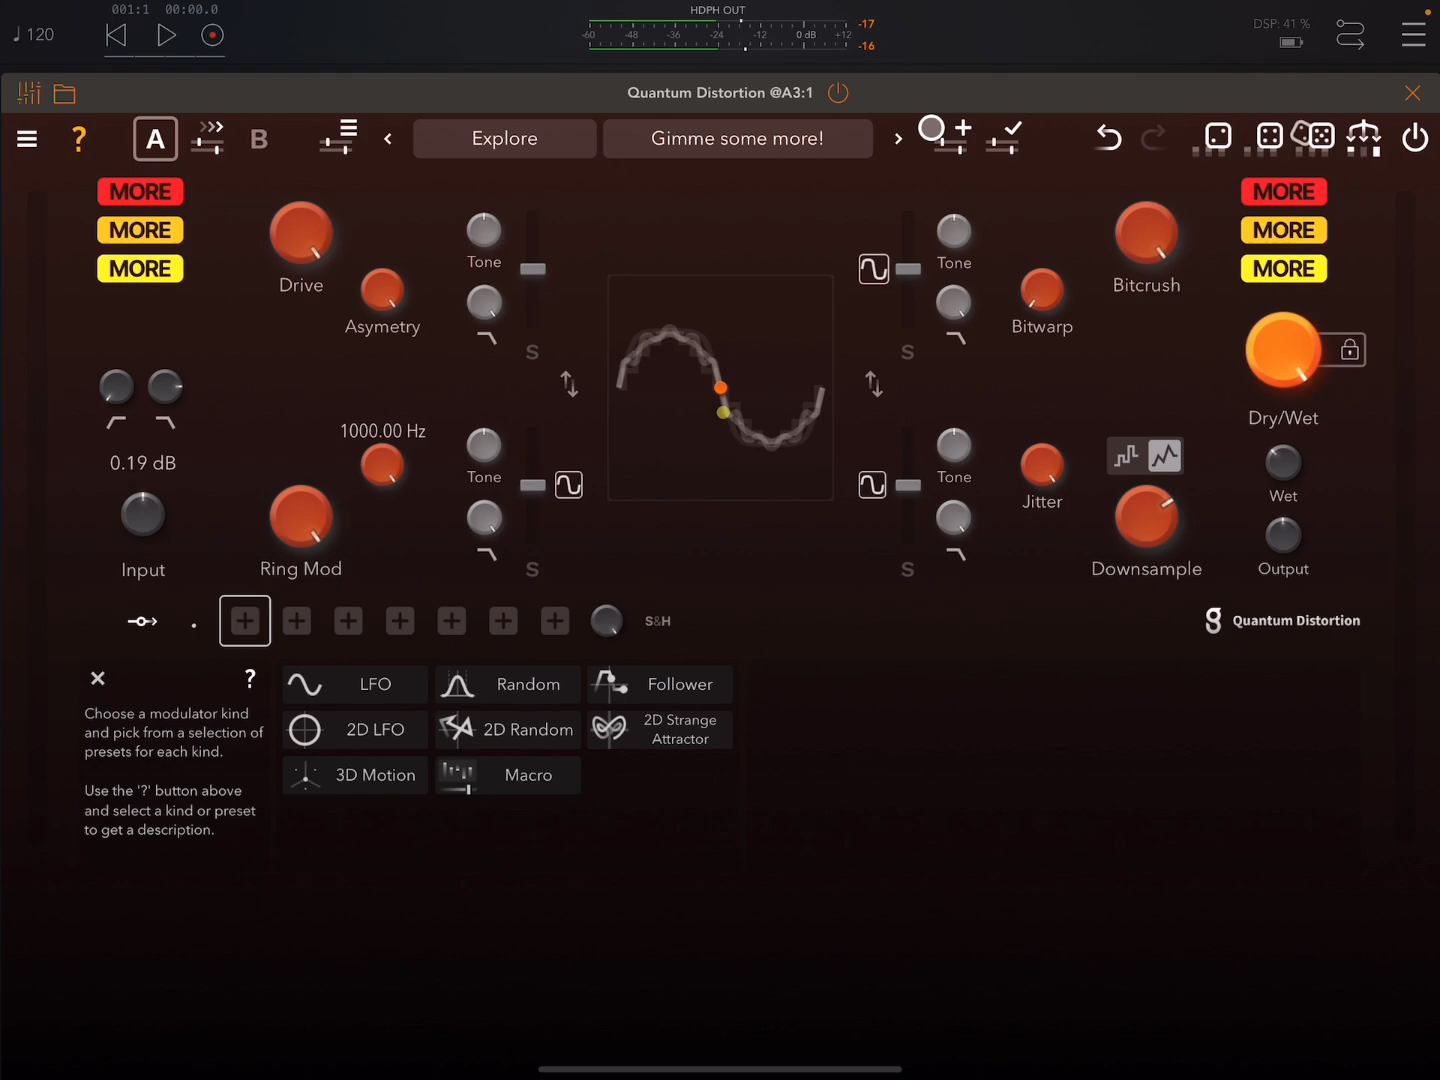 001:1 00:00.0
HDPH OUT
♩ 120
-60 -48 -36 -24 -12 0 dB +12
-17
-16
DSP: 41 %
Quantum Distortion @A3:1
? A >>> B Explore Gimme some more!
MORE
MORE
MORE
Drive
Asymetry
Tone
S
Tone
S
Bitwarp
Bitcrush
MORE
MORE
MORE
Dry/Wet
0.19 dB
Input
1000.00 Hz
Ring Mod
Tone
S
Tone
S
Jitter
Downsample
Wet
Output
S&H
Quantum Distortion
?
Choose a modulator kind
and pick from a selection of
presets for each kind.
Use the '?' button above
and select a kind or preset
to get a description.
LFO Random Follower
2D LFO 2D Random 2D Strange
Attractor
3D Motion Macro